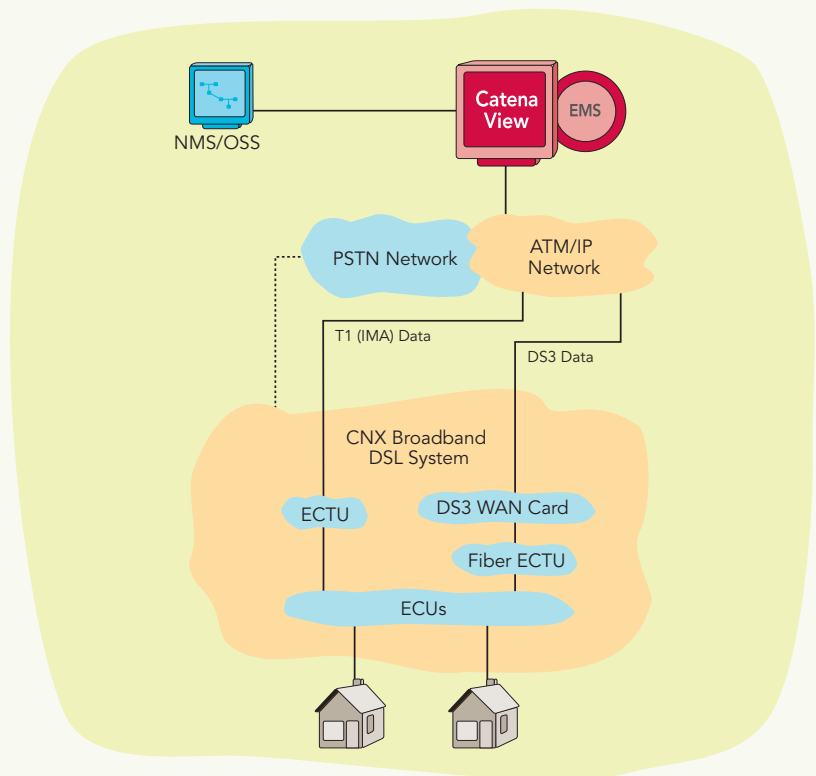 Catena
View
EMS
NMS/OSS
PSTN Network
ATM/IP
Network
T1 (IMA) Data
DS3 Data
CNX Broadband
DSL System
ECTU
DS3 WAN Card
Fiber ECTU
ECUs